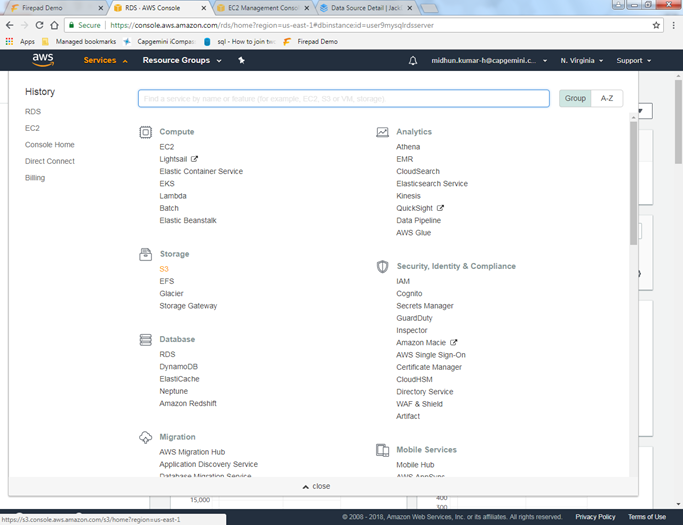 Firepad Demo
RDS - AWS Console
EC2 Management Conso
Data Source Detail | Jack
Secure
https://console.aws.amazon.com/rds/home?region=us-east-1#dbinstance:id=user9mysqlrdsserver
Apps
Managed bookmarks
Capgemini iCompas
sql - How to join two
Firepad Demo
aws
Services
Resource Groups
midhun.kumar-h@capgemini.c...
N. Virginia
Support
History
RDS
EC2
Console Home
Direct Connect
Billing
Find a service by name or feature (for example, EC2, S3 or VM, storage).
Group
A-Z
Compute
EC2
Lightsail
Elastic Container Service
EKS
Lambda
Batch
Elastic Beanstalk
Storage
S3
EFS
Glacier
Storage Gateway
Database
RDS
DynamoDB
ElastiCache
Neptune
Amazon Redshift
Migration
AWS Migration Hub
Application Discovery Service
Database Migration Service
Analytics
Athena
EMR
CloudSearch
Elasticsearch Service
Kinesis
QuickSight
Data Pipeline
AWS Glue
Security, Identity & Compliance
IAM
Cognito
Secrets Manager
GuardDuty
Inspector
Amazon Macie
AWS Single Sign-On
Certificate Manager
CloudHSM
Directory Service
WAF & Shield
Artifact
Mobile Services
Mobile Hub
AWS AppSync
close
15,000
400
300
https://s3.console.aws.amazon.com/s3/home?region=us-east-1
© 2008 - 2018, Amazon Web Services, Inc. or its affiliates. All rights reserved.
Privacy Policy
Terms of Use